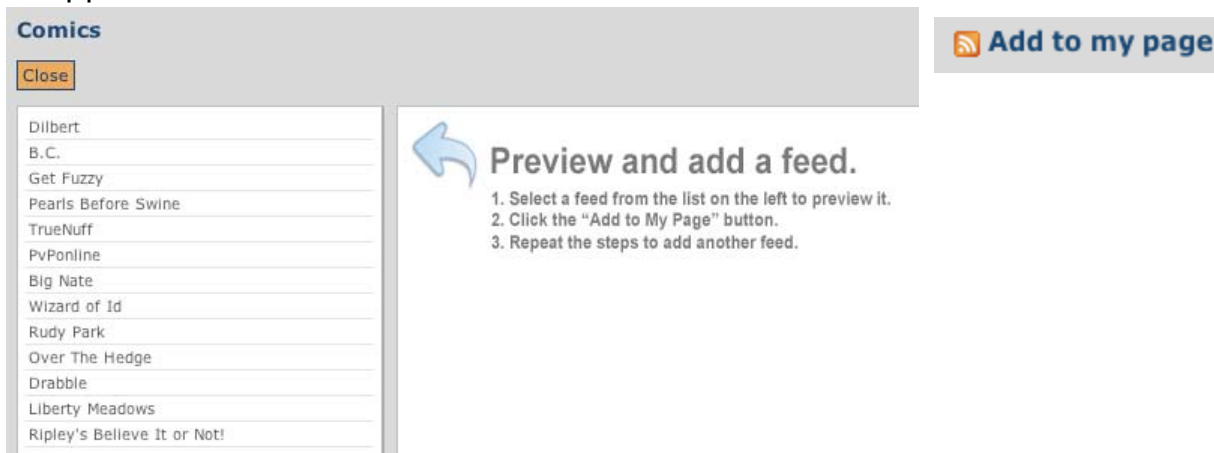 Comics
Close
Dilbert
B.C.
Get Fuzzy
Pearls Before Swine
TrueNuff
PvPonline
Big Nate
Wizard of Id
Rudy Park
Over The Hedge
Drabble
Liberty Meadows
Ripley's Believe It or Not!
Preview and add a feed.
1. Select a feed from the list on the left to preview it.
2. Click the “Add to My Page” button.
3. Repeat the steps to add another feed.
Add to my page